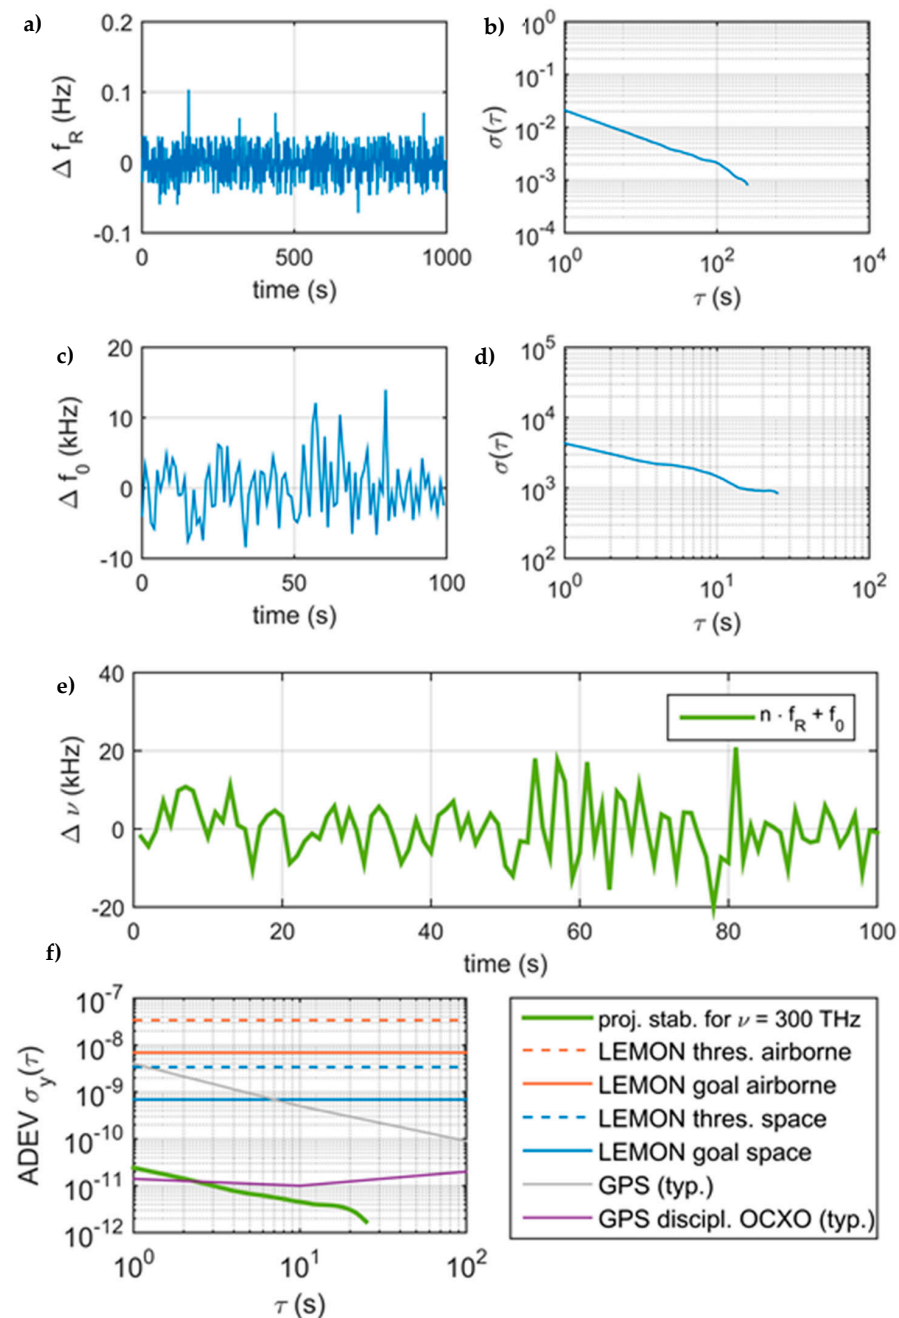 a)
0.2
0.1
0
-0.1
Δ f_R (Hz)
0 500 1000
time (s)
b)
10^0
10^-1
10^-2
10^-3
10^-4
σ(τ)
10^0 10^2 10^4
τ (s)
c)
20
10
0
-10
Δ f_0 (kHz)
0 50 100
time (s)
d)
10^5
10^4
10^3
10^2
σ(τ)
10^0 10^1 10^2
τ (s)
e)
40
20
0
-20
Δ ν (kHz)
n · f_R + f_0
0 20 40 60 80 100
time (s)
f)
10^-7
10^-8
10^-9
10^-10
10^-11
10^-12
ADEV σ_y(τ)
10^0 10^1 10^2
τ (s)
proj. stab. for ν = 300 THz
LEMON thres. airborne
LEMON goal airborne
LEMON thres. space
LEMON goal space
GPS (typ.)
GPS discipl. OCXO (typ.)